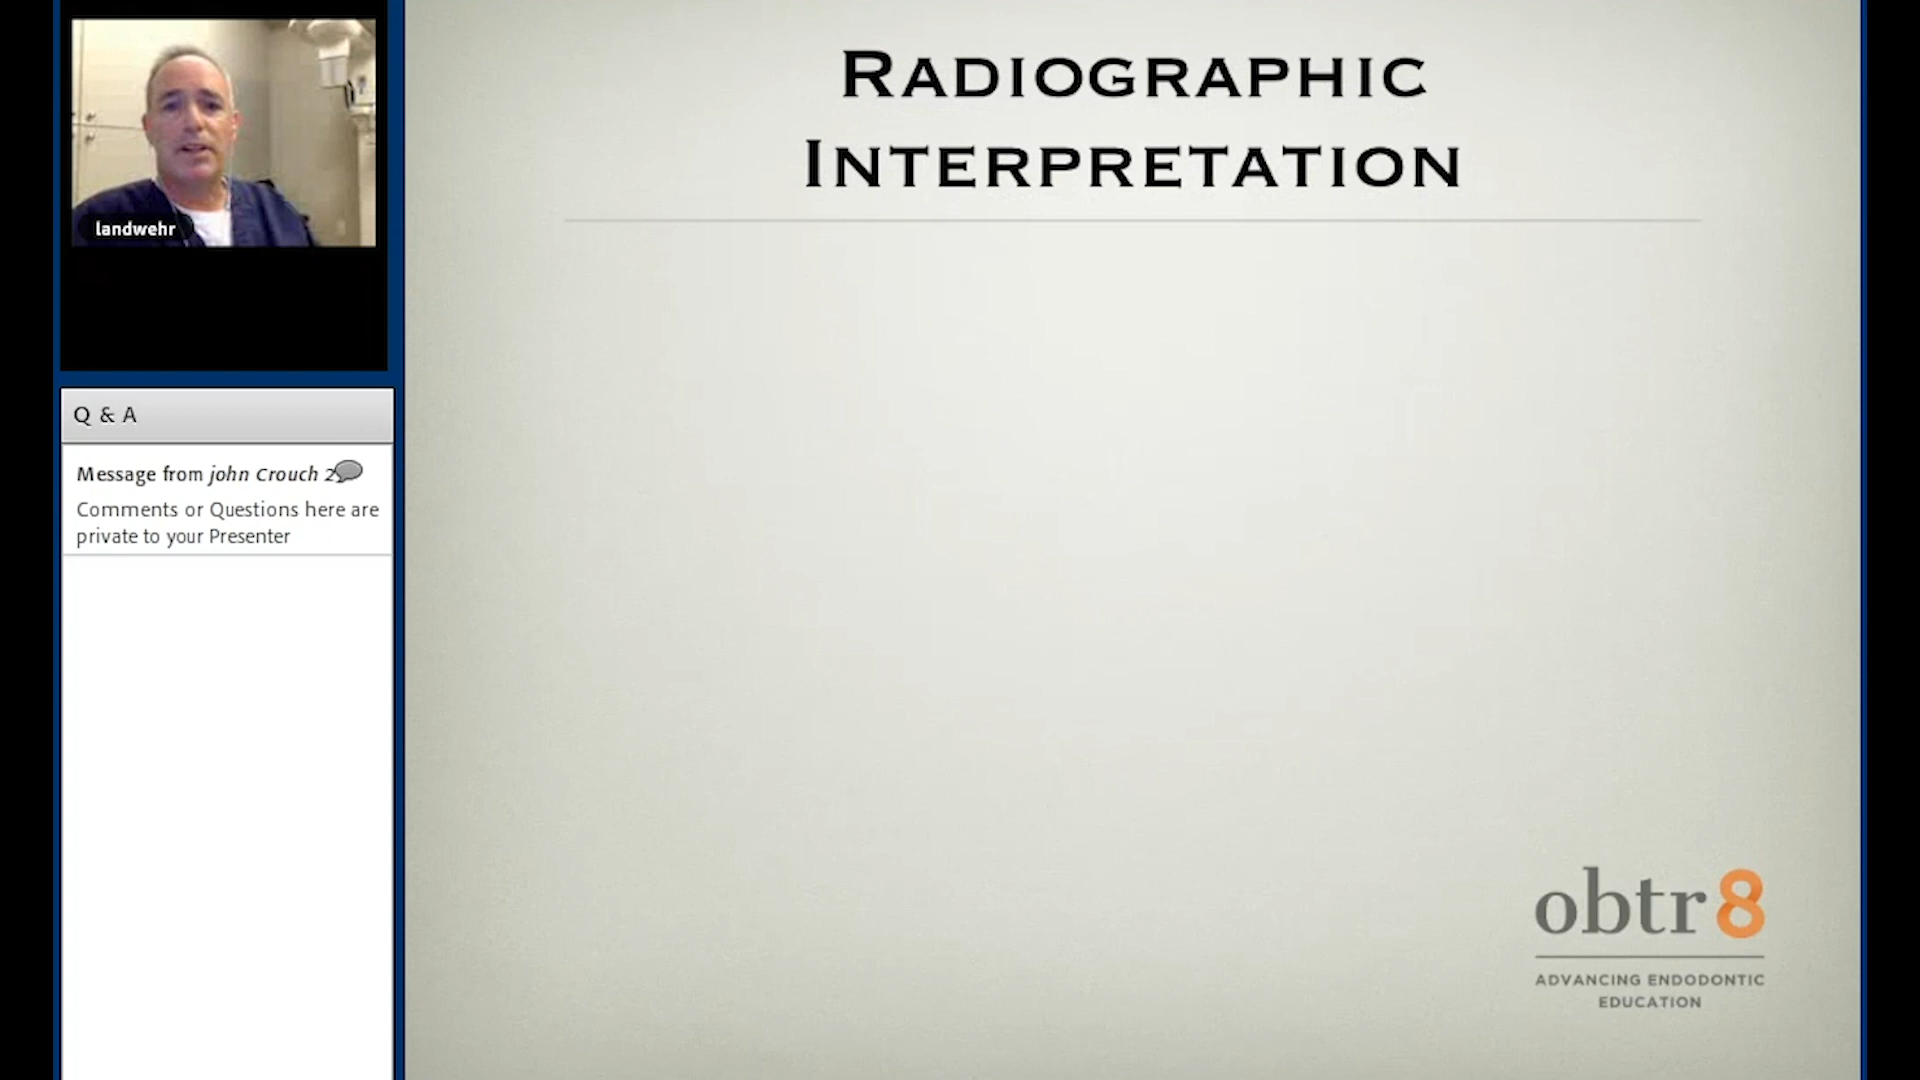 landwehr
Q & A
Message from john Crouch 2
Comments or Questions here are
private to your Presenter
RADIOGRAPHIC
INTERPRETATION
obtr8
ADVANCING ENDODONTIC
EDUCATION